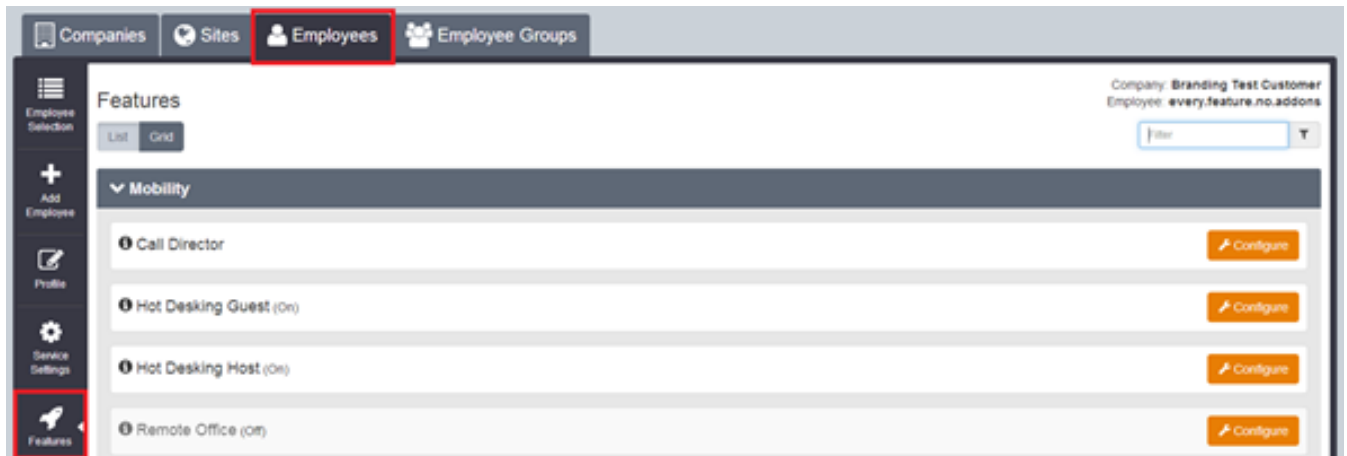 Companies Sites Employees Employee Groups
Employee
Selection
Add
Employee
Profile
Service
Settings
Features
Features
Company: Branding Test Customer
Employee: every.feature.no.addons
List Grid
Filter
Mobility
Call Director
Configure
Hot Desking Guest (On)
Configure
Hot Desking Host (On)
Configure
Remote Office (Off)
Configure